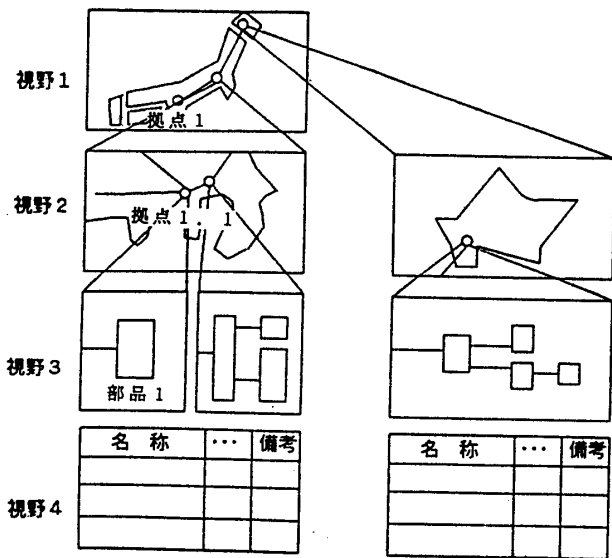 視野1
拠点1
視野2
拠点1.1
視野3
部品1
名称 ... 備考
名称 ... 備考
視野4